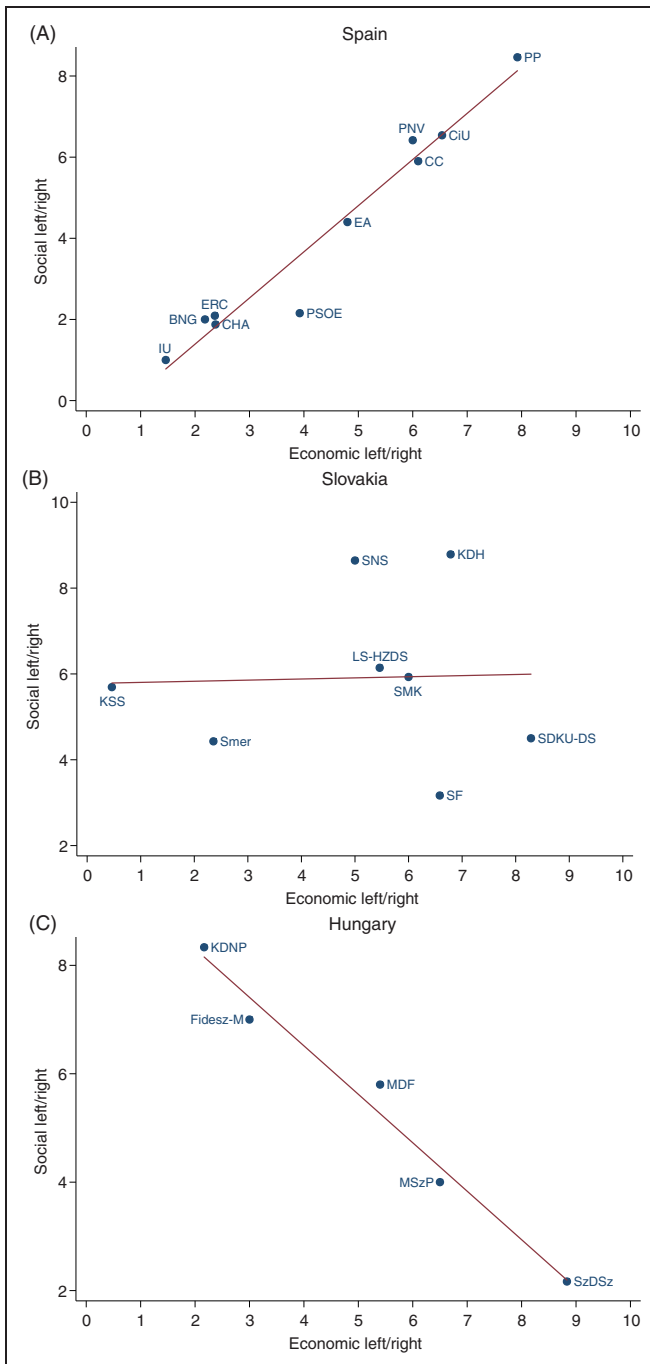 (A) Spain
8
6
4
2
0
Social left/right
PP
PNV
CiU
CC
EA
ERC
BNG
CHA
PSOE
IU
0 1 2 3 4 5 6 7 8 9 10
Economic left/right
(B) Slovakia
10
8
6
4
2
Social left/right
SNS
KDH
LS-HZDS
SMK
KSS
Smer
SDKU-DS
SF
0 1 2 3 4 5 6 7 8 9 10
Economic left/right
(C) Hungary
8
6
4
2
Social left/right
KDNP
Fidesz-M
MDF
MSzP
SzDSz
0 1 2 3 4 5 6 7 8 9 10
Economic left/right